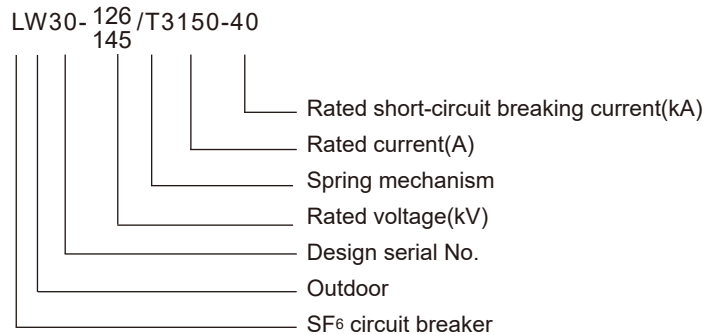 LW30-126/T3150-40
145
Rated short-circuit breaking current(kA)
Rated current(A)
Spring mechanism
Rated voltage(kV)
Design serial No.
Outdoor
SF6 circuit breaker